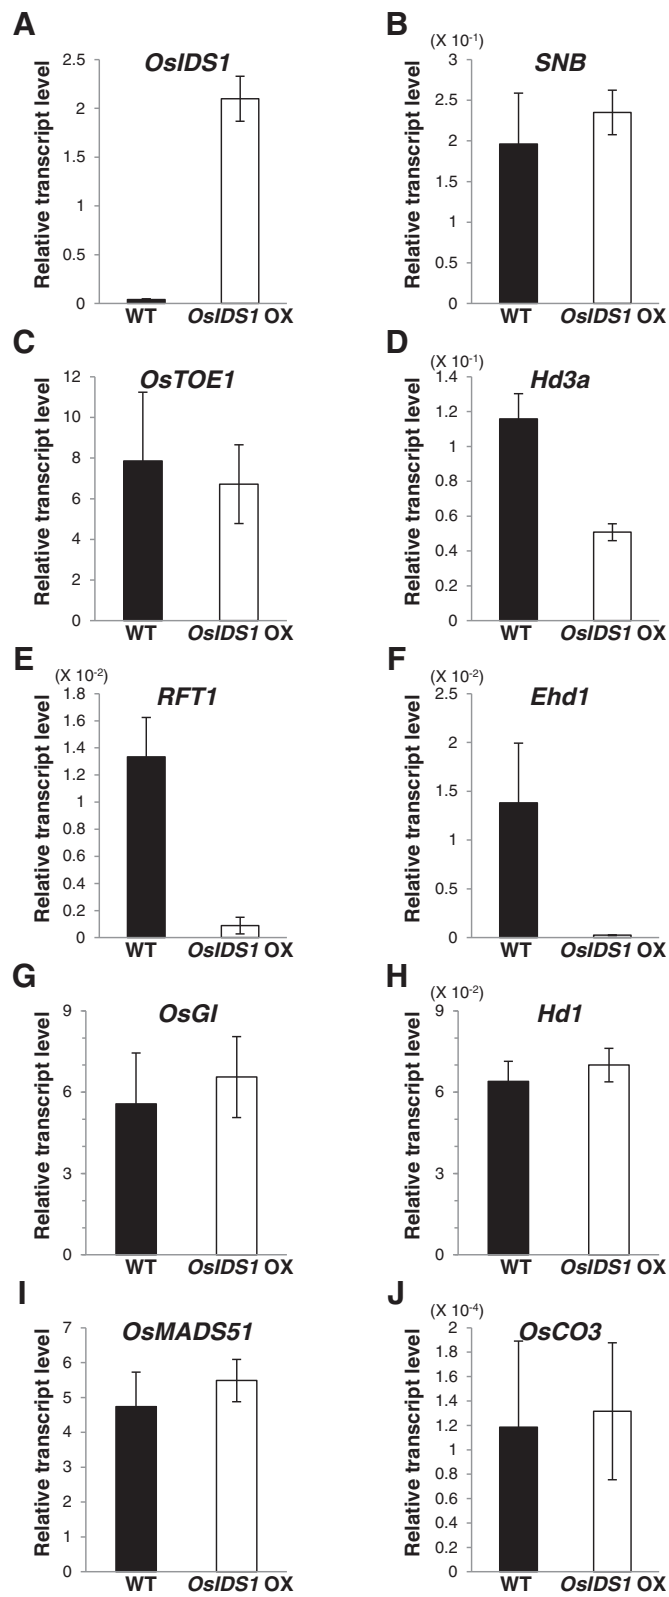 A
OsIDS1
Relative transcript level
2.5
2
1.5
1
0.5
0
WT
OsIDS1 OX
B
(X 10-1)
SNB
Relative transcript level
3
2.5
2
1.5
1
0.5
0
WT
OsIDS1 OX
C
OsTOE1
Relative transcript level
12
10
8
6
4
2
0
WT
OsIDS1 OX
D
(X 10-1)
Hd3a
Relative transcript level
1.4
1.2
1
0.8
0.6
0.4
0.2
0
WT
OsIDS1 OX
E
(X 10-2)
RFT1
Relative transcript level
1.8
1.6
1.4
1.2
1
0.8
0.6
0.4
0.2
0
WT
OsIDS1 OX
F
(X 10-2)
Ehd1
Relative transcript level
2.5
2
1.5
1
0.5
0
WT
OsIDS1 OX
G
OsGI
Relative transcript level
9
6
3
0
WT
OsIDS1 OX
H
(X 10-2)
Hd1
Relative transcript level
9
6
3
0
WT
OsIDS1 OX
I
OsMADS51
Relative transcript level
7
6
5
4
3
2
1
0
WT
OsIDS1 OX
J
(X 10-4)
OsCO3
Relative transcript level
2
1.8
1.6
1.4
1.2
1
0.8
0.6
0.4
0.2
0
WT
OsIDS1 OX